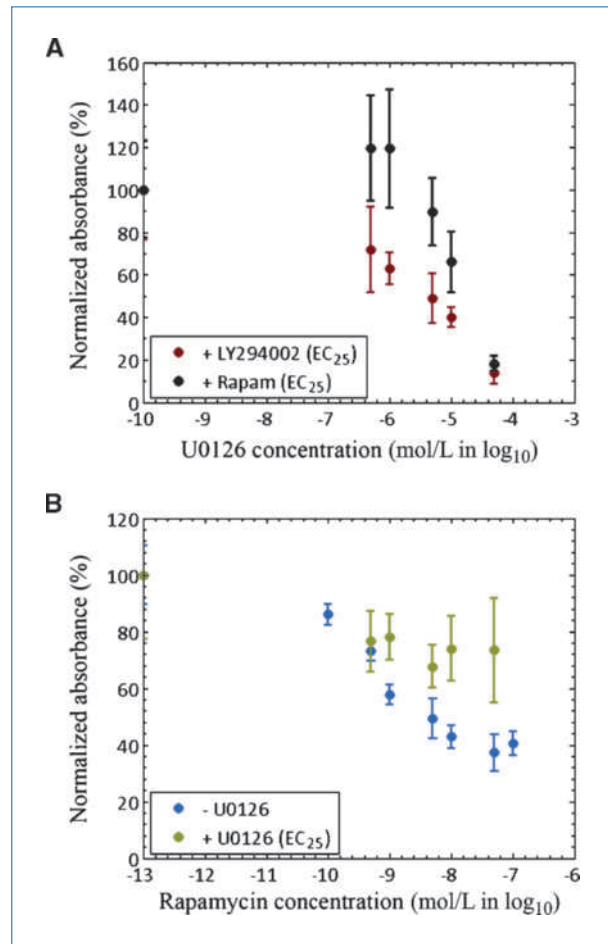 A
160
140
120
100
80
60
40
20
0
Normalized absorbance (%)
+ LY294002 (EC25)
+ Rapam (EC25)
-10 -9 -8 -7 -6 -5 -4 -3
U0126 concentration (mol/L in log10)
B
120
100
80
60
40
20
0
Normalized absorbance (%)
- U0126
+ U0126 (EC25)
-13 -12 -11 -10 -9 -8 -7 -6
Rapamycin concentration (mol/L in log10)